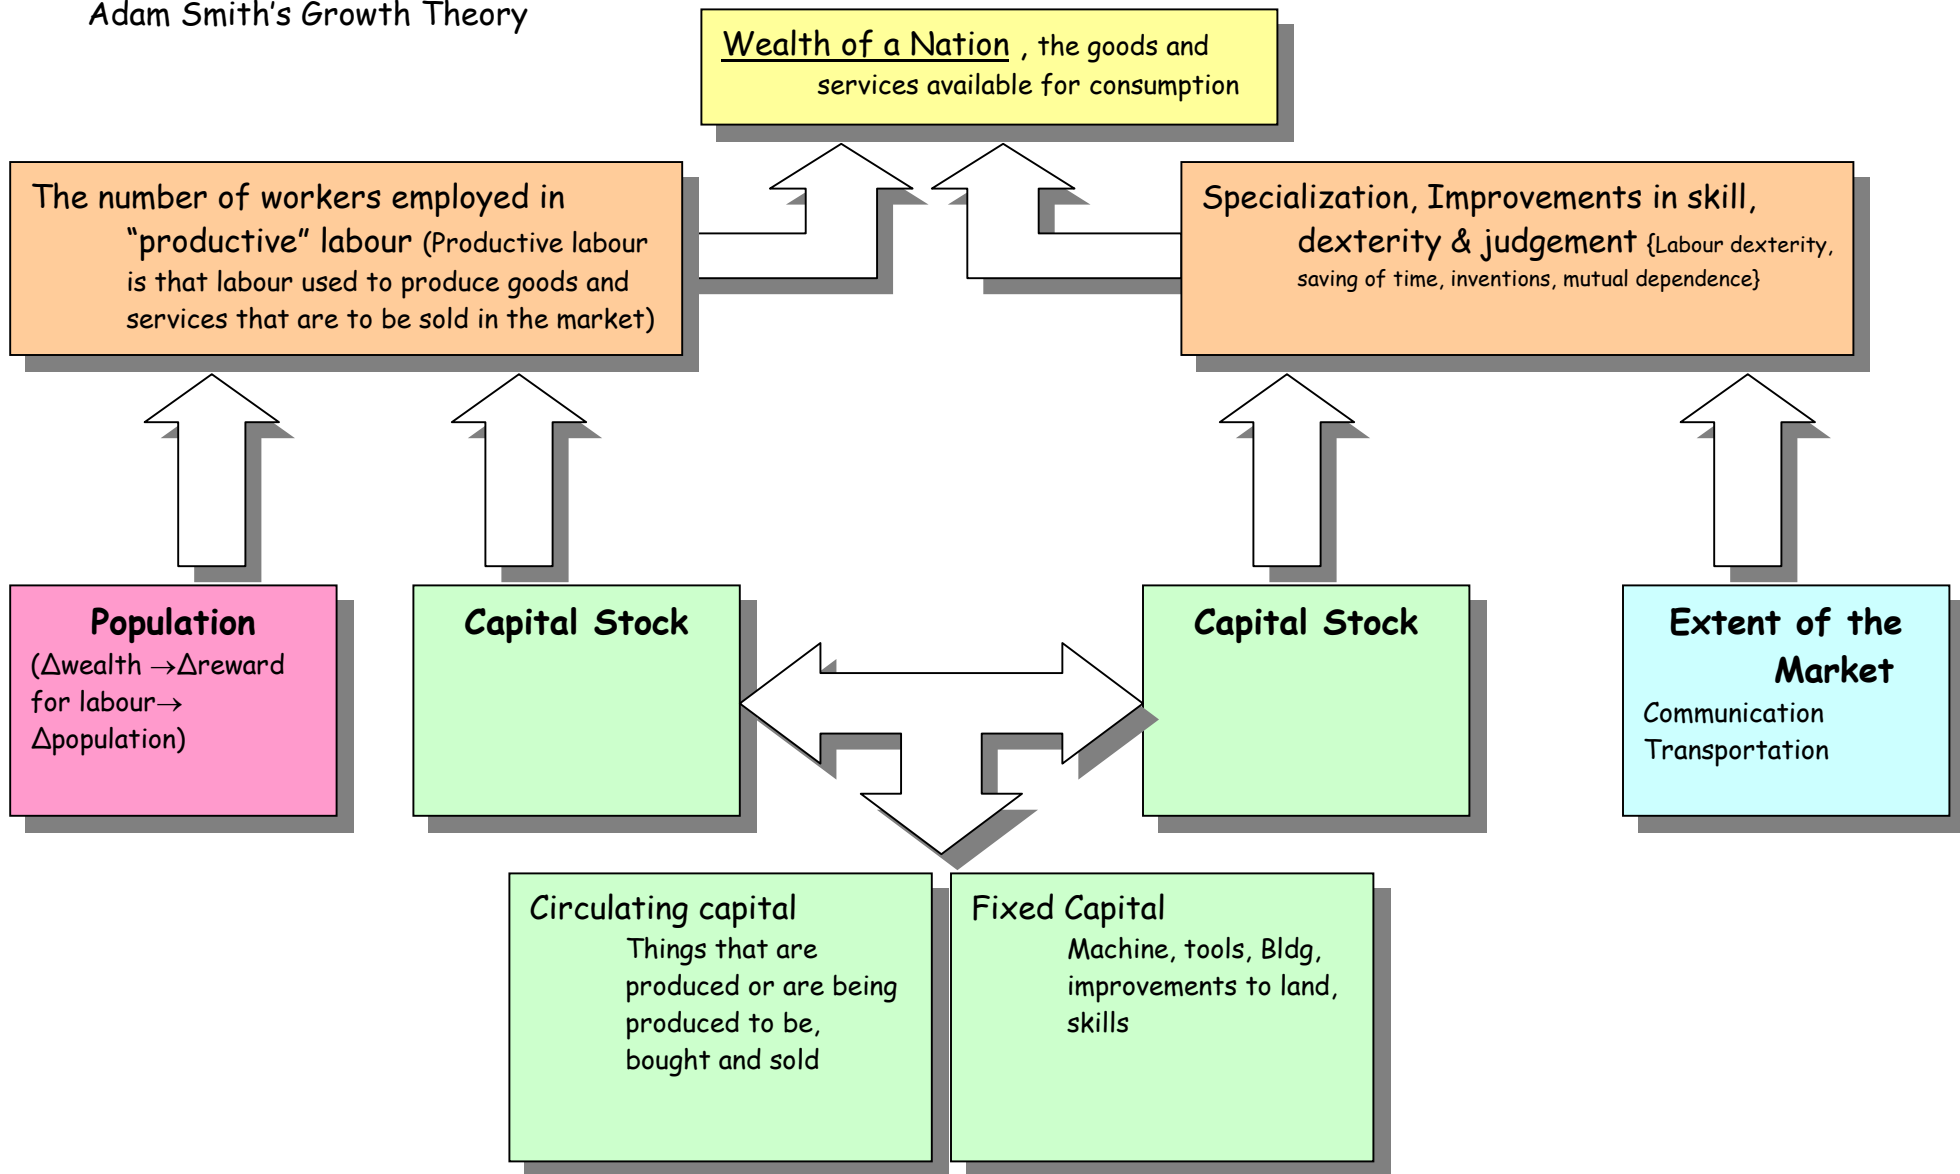 Adam Smith's Growth Theory
Wealth of a Nation , the goods and
services available for consumption
The number of workers employed in
“productive” labour (Productive labour
is that labour used to produce goods and
services that are to be sold in the market)
Specialization, Improvements in skill,
dexterity & judgement {Labour dexterity,
saving of time, inventions, mutual dependence}
Population
(Δwealth →Δreward
for labour→
Δpopulation)
Capital Stock
Capital Stock
Extent of the
Market
Communication
Transportation
Circulating capital
Things that are
produced or are being
produced to be,
bought and sold
Fixed Capital
Machine, tools, Bldg,
improvements to land,
skills